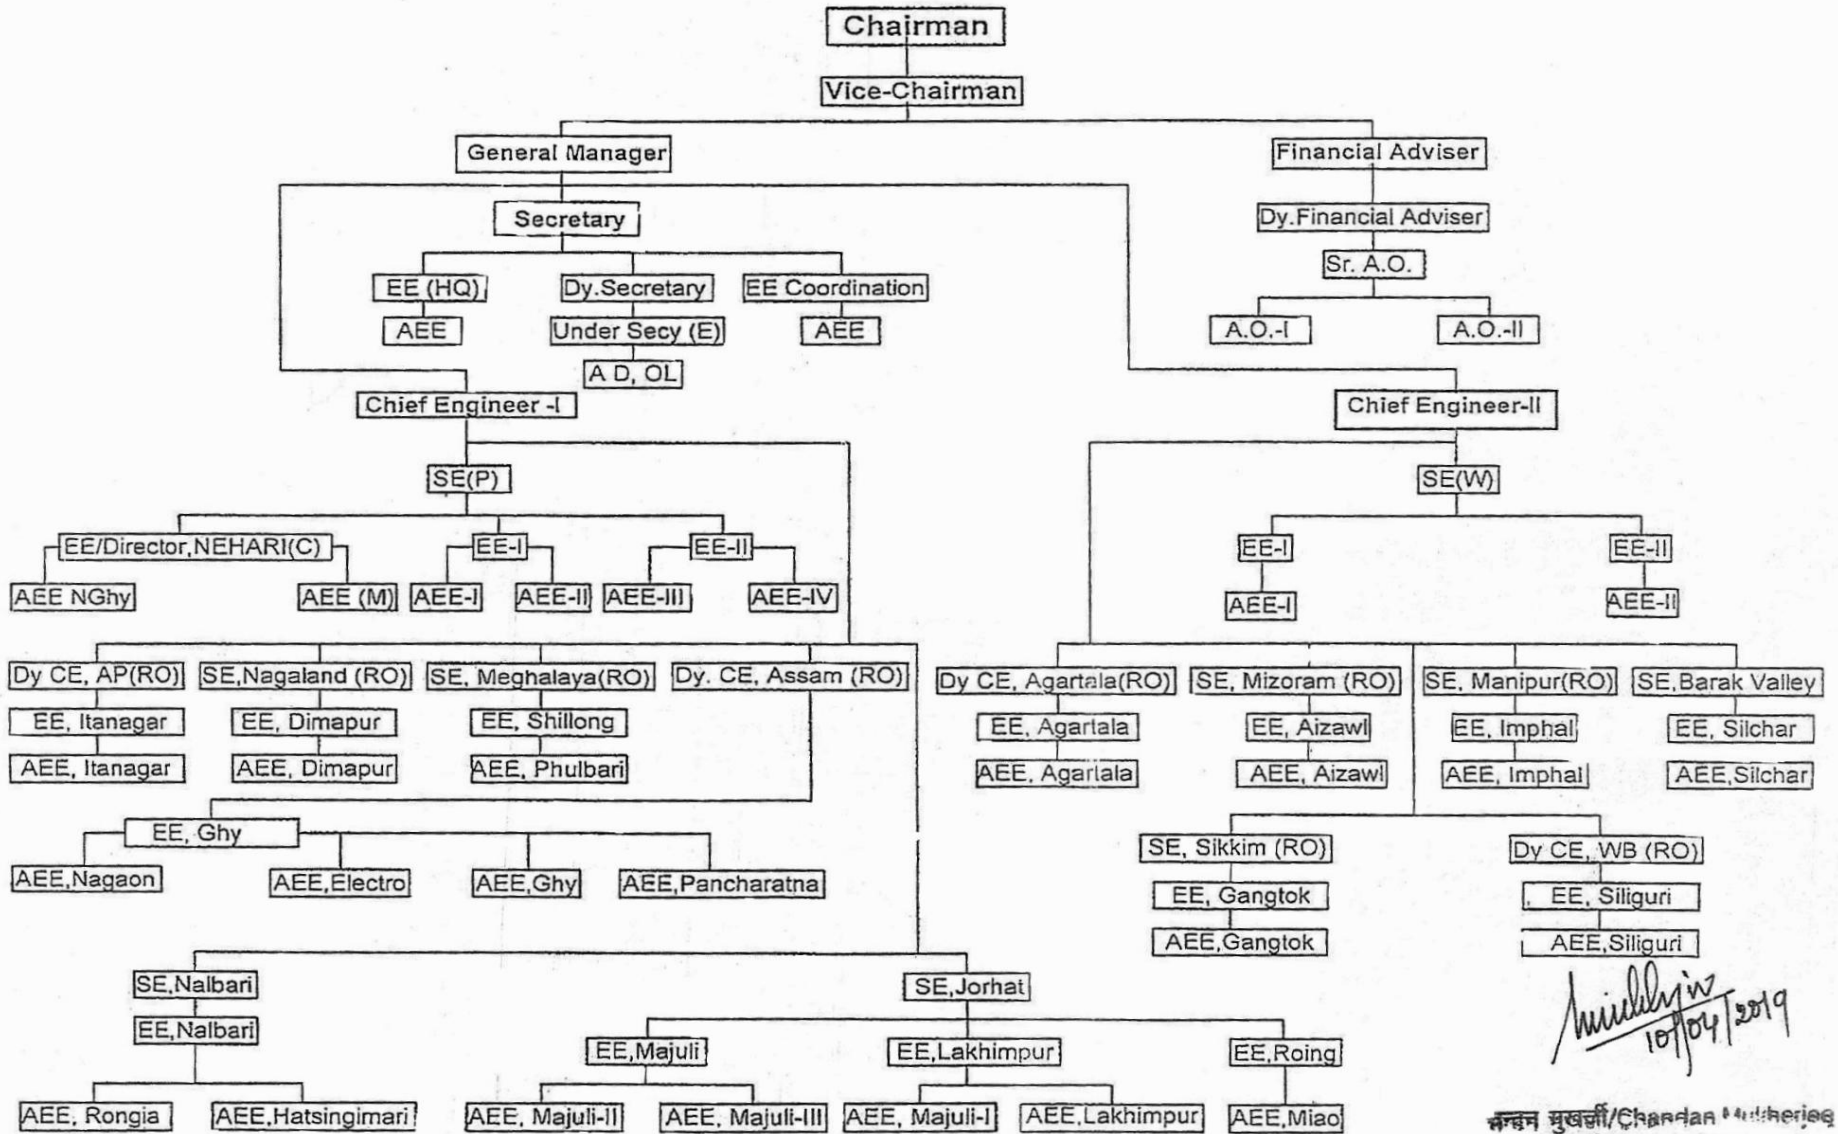 Chairman
Vice-Chairman
General Manager
Financial Adviser
Secretary
Dy.Financial Adviser
Sr. A.O.
EE (HQ)
Dy.Secretary
EE Coordination
AEE
Under Secy (E)
AEE
A.O.-I
A.O.-II
A D, OL
Chief Engineer -I
Chief Engineer-II
SE(P)
SE(W)
EE/Director,NEHARI(C)
EE-I
EE-II
EE-I
EE-II
AEE NGhy
AEE (M)
AEE-I
AEE-II
AEE-III
AEE-IV
AEE-I
AEE-II
Dy CE, AP(RO)
SE,Nagaland (RO)
SE, Meghalaya(RO)
Dy. CE, Assam (RO)
Dy CE, Agartala(RO)
SE, Mizoram (RO)
SE, Manipur(RO)
SE,Barak Valley
EE, Itanagar
EE, Dimapur
EE, Shillong
EE, Agartala
EE, Aizawl
EE, Imphal
EE, Silchar
AEE, Itanagar
AEE, Dimapur
AEE, Phulbari
AEE, Agartala
AEE, Aizawl
AEE, Imphal
AEE,Silchar
EE, Ghy
SE, Sikkim (RO)
Dy CE, WB (RO)
AEE,Nagaon
AEE,Electro
AEE,Ghy
AEE,Pancharatna
EE, Gangtok
EE, Siliguri
AEE,Gangtok
AEE,Siliguri
SE,Nalbari
SE,Jorhat
EE,Nalbari
10/04/2019
EE,Majuli
EE,Lakhimpur
EE,Roing
AEE, Rongia
AEE,Hatsingimari
AEE, Majuli-II
AEE, Majuli-III
AEE, Majuli-I
AEE,Lakhimpur
AEE,Miao
चन्दन मुखर्जी/Chandan Mukherjee